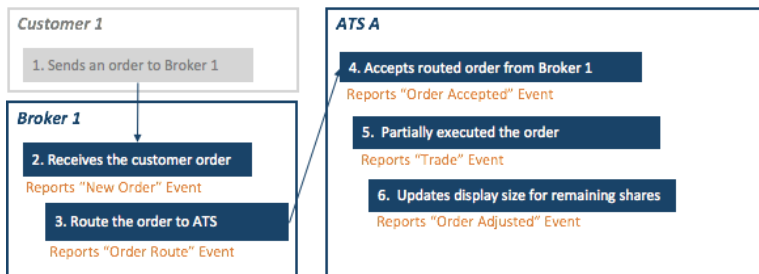 Customer 1
1. Sends an order to Broker 1
Broker 1
2. Receives the customer order
Reports "New Order" Event
3. Route the order to ATS
Reports "Order Route" Event
ATS A
4. Accepts routed order from Broker 1
Reports "Order Accepted" Event
5. Partially executed the order
Reports "Trade" Event
6. Updates display size for remaining shares
Reports "Order Adjusted" Event